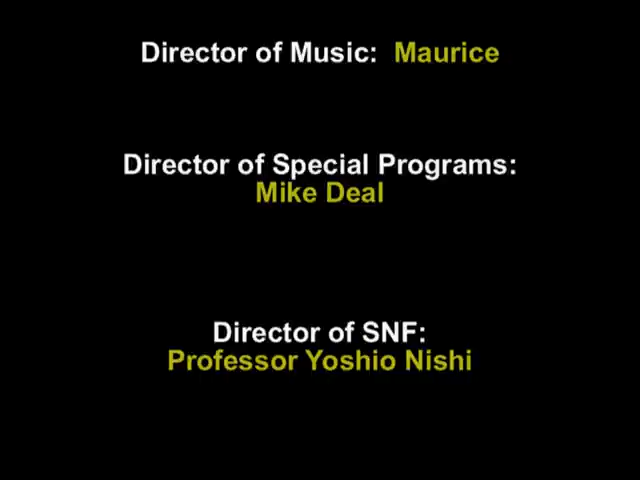 Director of Music: Maurice
Director of Special Programs:
Mike Deal
Director of SNF:
Professor Yoshio Nishi